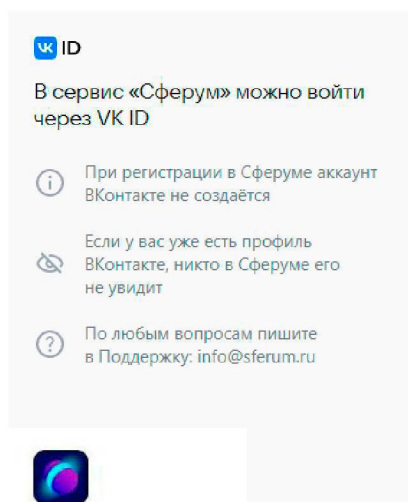 VK ID
В сервис «Сферум» можно войти
через VK ID
При регистрации в Сферуме аккаунт
ВКонтакте не создаётся
Если у вас уже есть профиль
ВКонтакте, никто в Сферуме его
не увидит
По любым вопросам пишите
в Поддержку: info@sferum.ru